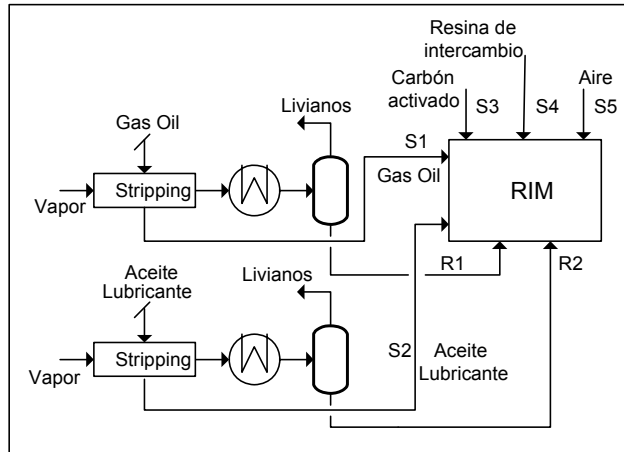 Resina de
intercambio
Carbón
activado
S3
S4
Aire
S5
Livianos
Gas Oil
S1
Gas Oil
Stripping
Vapor
RIM
R1
R2
Aceite
Lubricante
Livianos
S2
Aceite
Lubricante
Stripping
Vapor